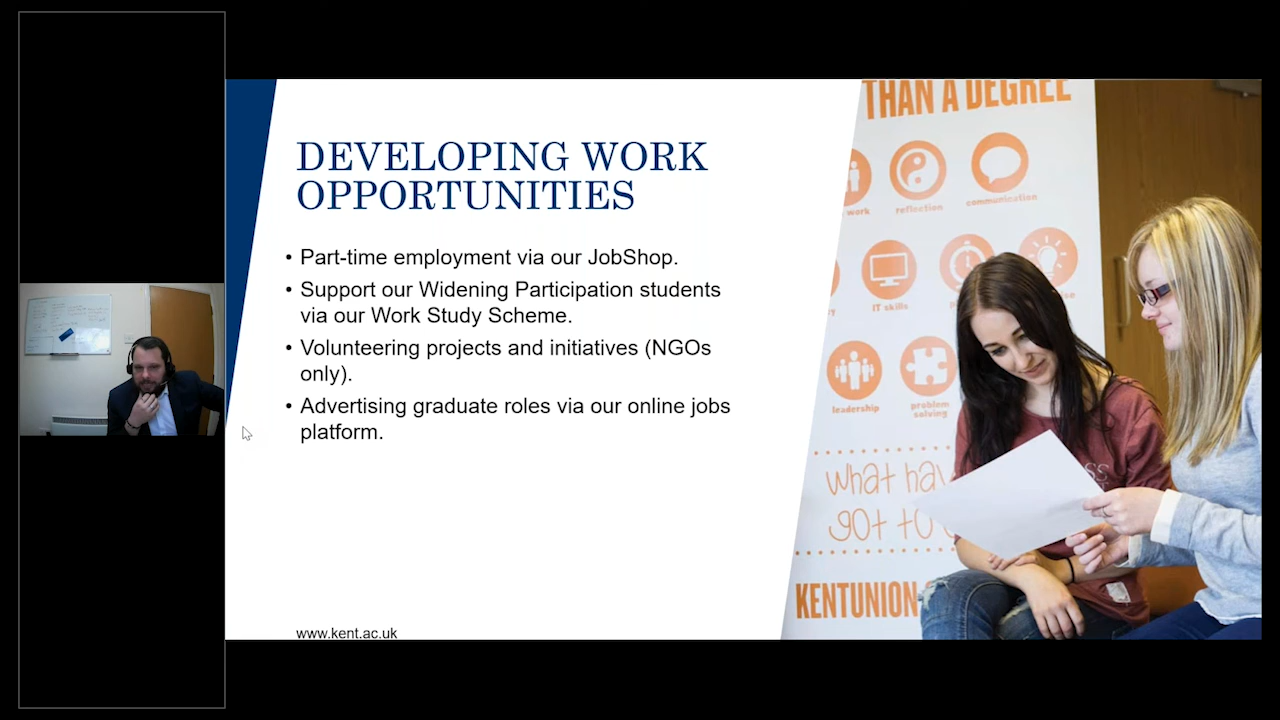 DEVELOPING WORK
OPPORTUNITIES
• Part-time employment via our JobShop.
• Support our Widening Participation students
via our Work Study Scheme.
• Volunteering projects and initiatives (NGOs
only).
• Advertising graduate roles via our online jobs
platform.
www.kent.ac.uk
THAN A DEGREE
work
reflection
communication
IT skills
leadership
problem
solving
what hav
got to
KENTUNION